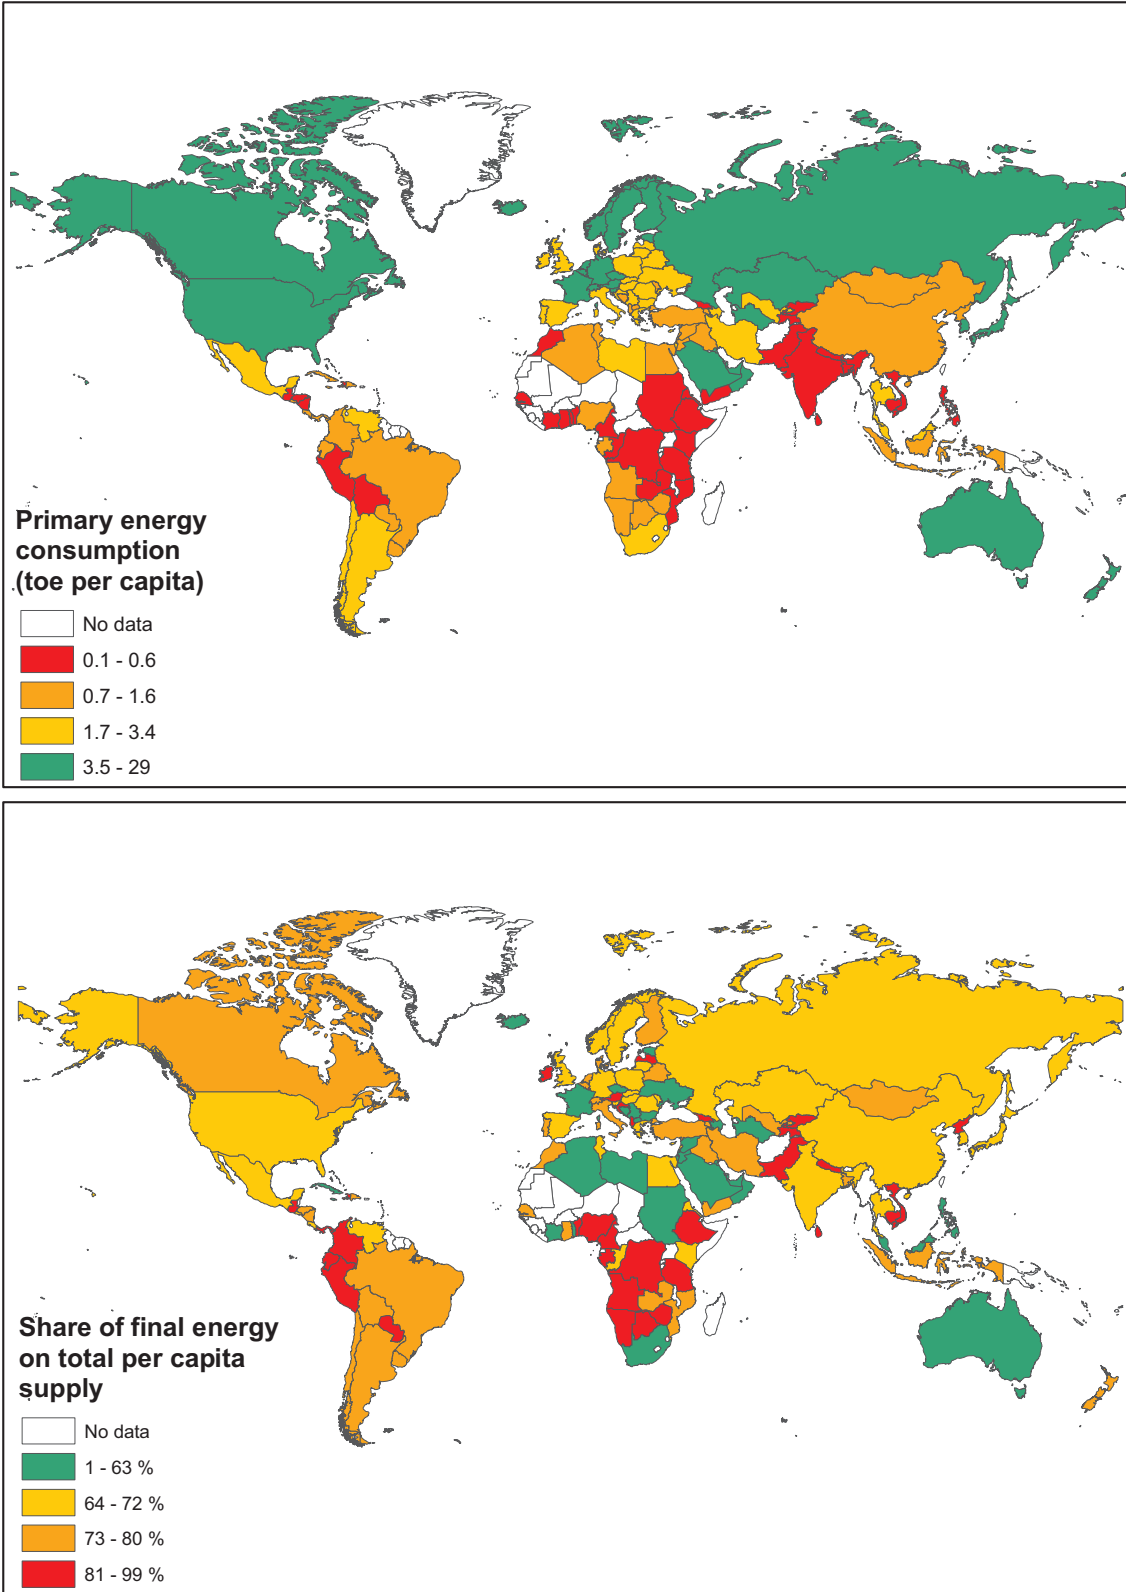 Primary energy
consumption
(toe per capita)
No data
0.1 - 0.6
0.7 - 1.6
1.7 - 3.4
3.5 - 29
Share of final energy
on total per capita
supply
No data
1 - 63 %
64 - 72 %
73 - 80 %
81 - 99 %